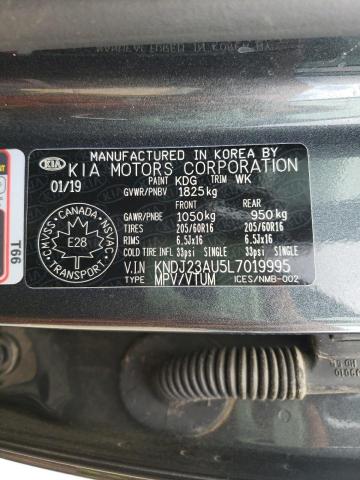 MANUFACTURED IN KOREA BY
KIA KIA MOTORS CORPORATION
01/19 PAINT KDG TRIM WK
GVWR/PNBV 1825kg
FRONT REAR
GAWR/PNBE 1050kg 950kg
TIRES/PNEUS 205/60R16 205/60R16
RIMS 6.5Jx16 6.5Jx16
COLD TIRE INFL 33psi SINGLE 33psi SINGLE
V.I.N KNDJ23AU5L7019995
TYPE MPV/VTUM ICES/NMB-002
CANADA
CMVSS NSVAC
E28
TRANSPORT
T66